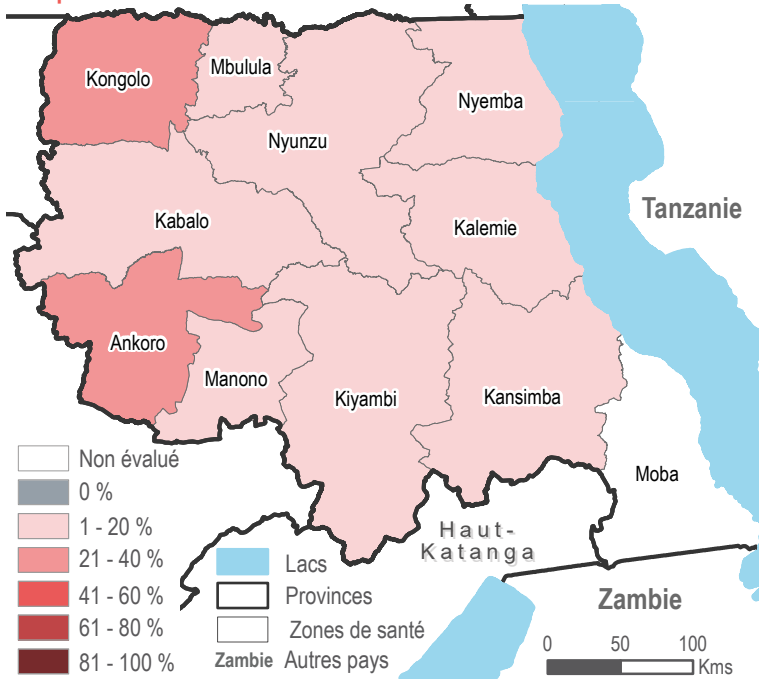 Kongolo
Mbulula
Nyemba
Nyunzu
Tanzanie
Kabalo
Kalemie
Ankoro
Manono
Kiyambi
Kansimba
Moba
Haut-
Katanga
Zambie
Non évalué
0 %
1 - 20 %
21 - 40 %
41 - 60 %
61 - 80 %
81 - 100 %
Lacs
Provinces
Zones de santé
Zambie Autres pays
0 50 100
Kms